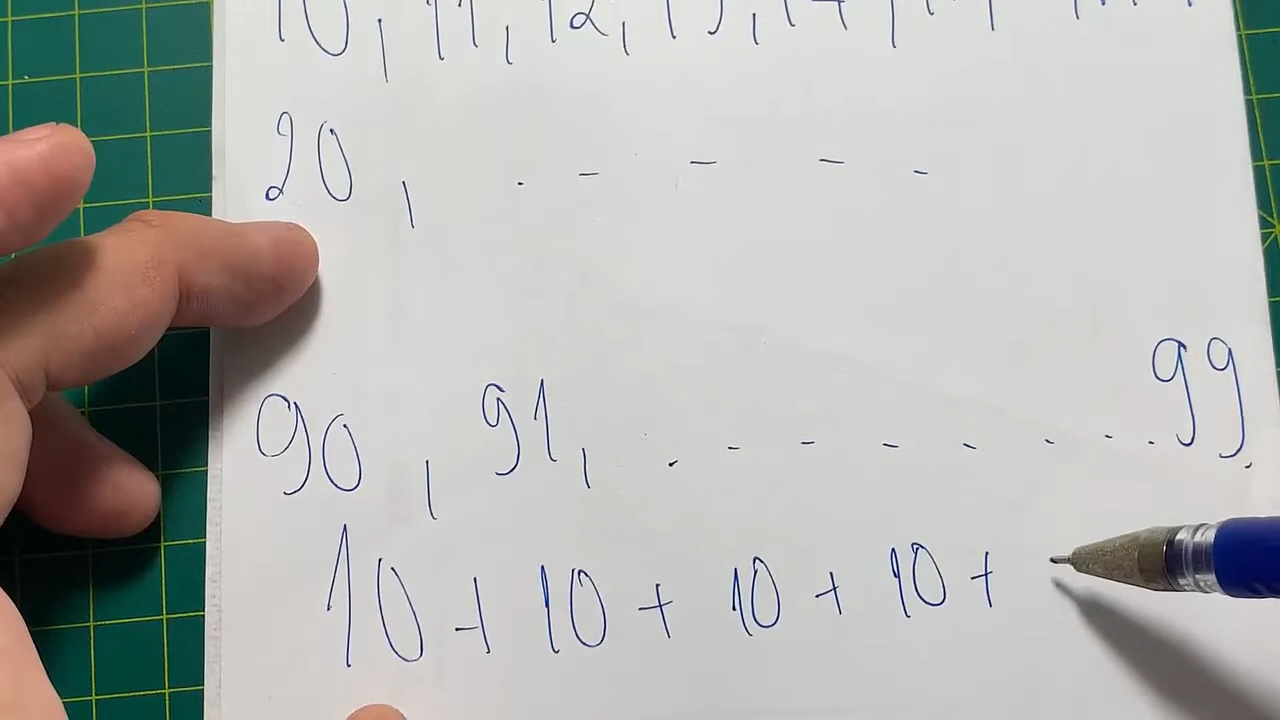 10, 11, 12, 13, 14,
20, . - - - -
90, 91, . - - - - - - . . 99.
10 + 10 + 10 + 10 +